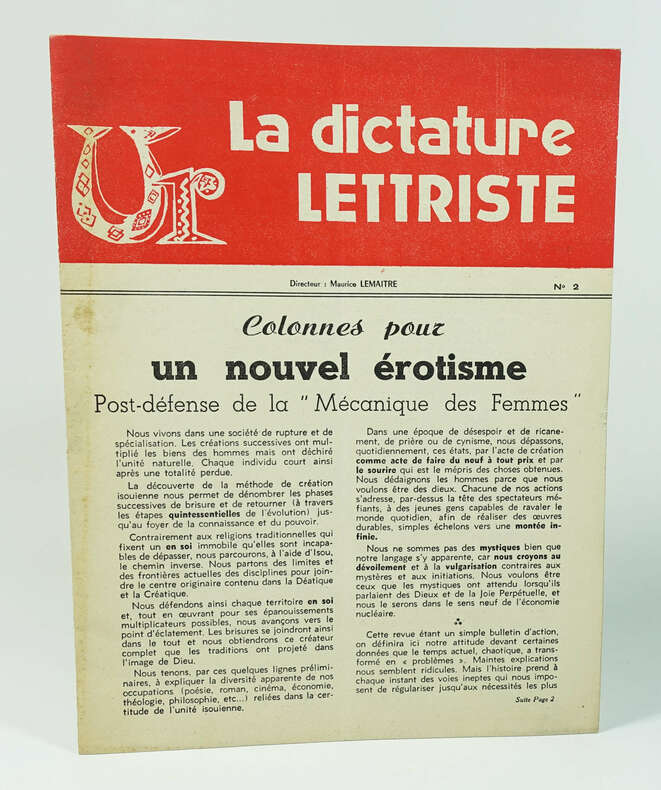 Ur
La dictature
LETTRISTE
Directeur : Maurice LEMAITRE
N° 2
Colonnes pour
un nouvel érotisme
Post-défense de la "Mécanique des Femmes"
Nous vivons dans une société de rupture et de
spécialisation. Les créations successives ont mul-
tiplié les biens des hommes mais ont déchiré
l'unité naturelle. Chaque individu court ainsi
après une totalité perdue.
La découverte de la méthode de création
isouienne nous permet de dénombrer les phases
successives de brisure et de retourner (à travers
les étapes quintessentielles de l'évolution) jus-
qu'au foyer de la connaissance et du pouvoir.
Contrairement aux religions traditionnelles qui
fixent un en soi immobile qu'elles sont incapa-
bles de dépasser, nous parcourons, à l'aide d'Isou,
le chemin inverse. Nous partons des limites et
des frontières actuelles des disciplines pour join-
dre le centre originaire contenu dans la Déatique
et la Créatique.
Nous défendons ainsi chaque territoire en soi
et, tout en œuvrant pour ses épanouissements
multiplicateurs possibles, nous avançons vers le
point d'éclatement. Les brisures se joindront ainsi
dans le tout et nous obtiendrons ce créateur
complet que les traditions ont projeté dans
l'image de Dieu.
Nous tenons, par ces quelques lignes prélimi-
naires, à expliquer la diversité apparente de nos
occupations (poésie, roman, cinéma, économie,
théologie, philosophie, etc...) reliées dans la cer-
titude de l'unité isouienne.
Dans une époque de désespoir et de ricane-
ment, de prière ou de cynisme, nous dépassons,
quotidiennement, ces états, par l'acte de création
comme acte de faire du neuf à tout prix et par
le sourire qui est le mépris des choses obtenues.
Nous dédaignons les hommes parce que nous
voulons être des dieux. Chacune de nos actions
s'adresse, par-dessus la tête des spectateurs mé-
fiants, à des jeunes gens capables de ravaler le
monde quotidien, afin de réaliser des œuvres
durables, simples échelons vers une montée in-
finie.
Nous ne sommes pas des mystiques bien que
notre langage s'y apparente, car nous croyons au
dévoilement et à la vulgarisation contraires aux
mystères et aux initiations. Nous voulons être
ceux que les mystiques ont attendu lorsqu'ils
parlaient des Dieux et de la Joie Perpétuelle, et
nous le serons dans le sens neuf de l'économie
nucléaire.
⁂
Cette revue étant un simple bulletin d'action,
on définira ici notre attitude devant certaines
données que le temps actuel, chaotique, a trans-
formé en « problèmes ». Maintes explications
nous semblent ridicules. Mais l'histoire prend à
chaque instant des voies ineptes qui nous impo-
sent de régulariser jusqu'aux nécessités les plus
Suite Page 2